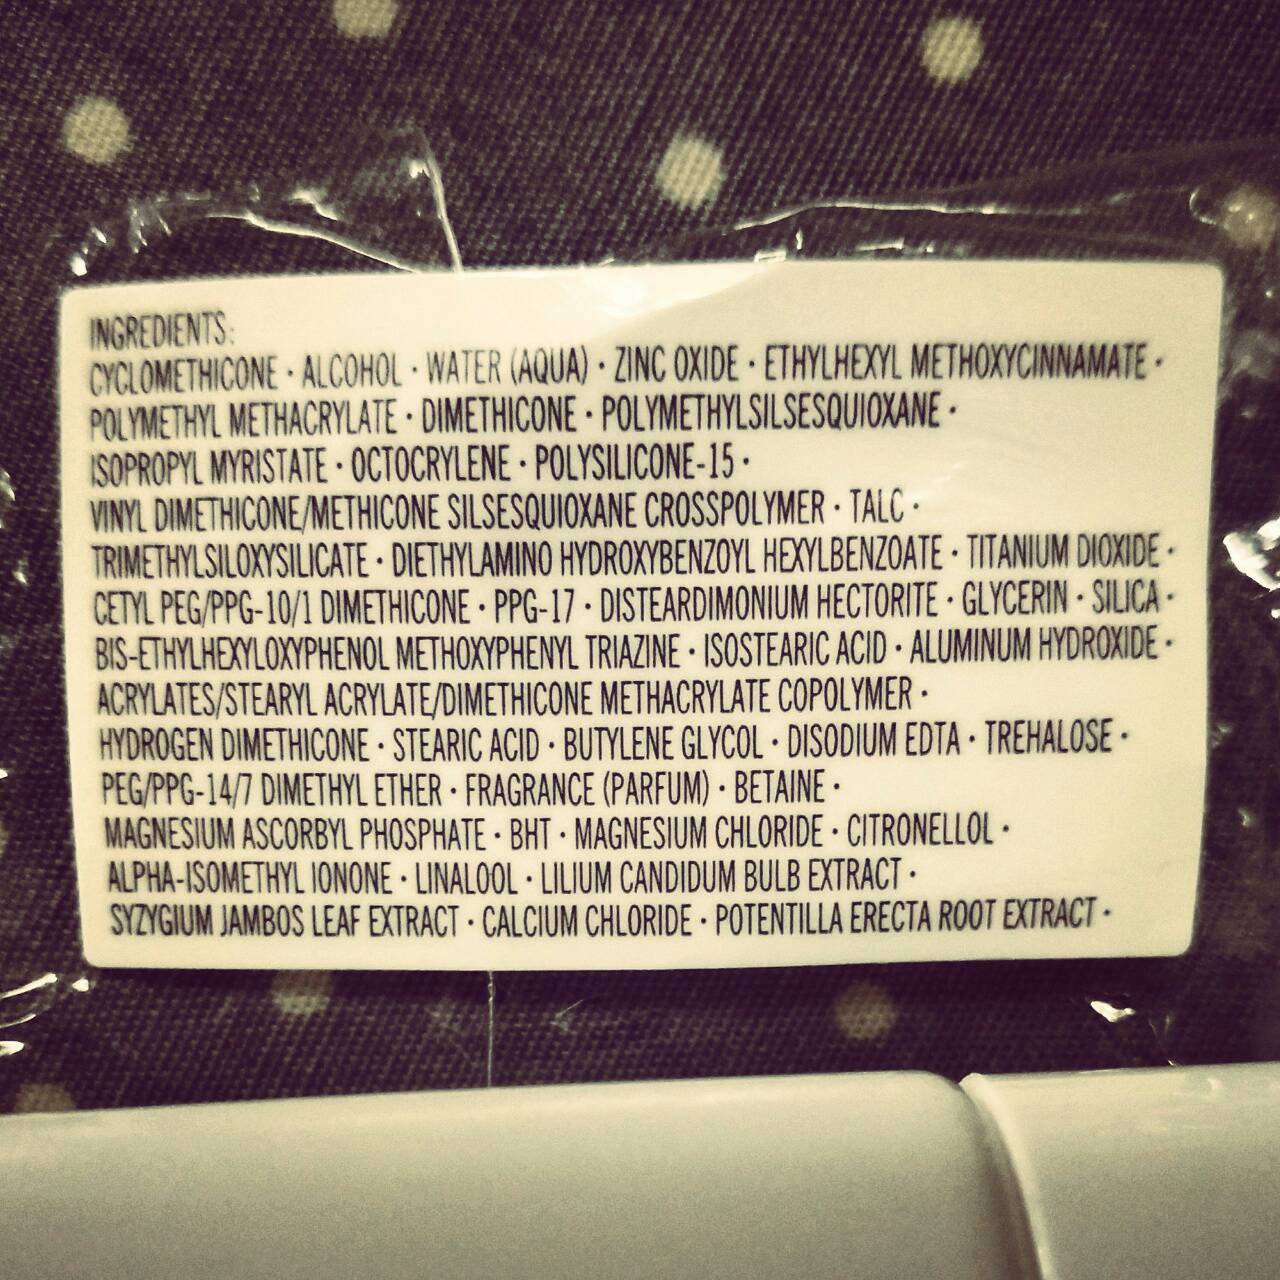 INGREDIENTS:
CYCLOMETHICONE · ALCOHOL · WATER (AQUA) · ZINC OXIDE · ETHYLHEXYL METHOXYCINNAMATE ·
POLYMETHYL METHACRYLATE · DIMETHICONE · POLYMETHYLSILSESQUIOXANE ·
ISOPROPYL MYRISTATE · OCTOCRYLENE · POLYSILICONE-15 ·
VINYL DIMETHICONE/METHICONE SILSESQUIOXANE CROSSPOLYMER · TALC ·
TRIMETHYLSILOXYSILICATE · DIETHYLAMINO HYDROXYBENZOYL HEXYLBENZOATE · TITANIUM DIOXIDE ·
CETYL PEG/PPG-10/1 DIMETHICONE · PPG-17 · DISTEARDIMONIUM HECTORITE · GLYCERIN · SILICA ·
BIS-ETHYLHEXYLOXYPHENOL METHOXYPHENYL TRIAZINE · ISOSTEARIC ACID · ALUMINUM HYDROXIDE ·
ACRYLATES/STEARYL ACRYLATE/DIMETHICONE METHACRYLATE COPOLYMER ·
HYDROGEN DIMETHICONE · STEARIC ACID · BUTYLENE GLYCOL · DISODIUM EDTA · TREHALOSE ·
PEG/PPG-14/7 DIMETHYL ETHER · FRAGRANCE (PARFUM) · BETAINE ·
MAGNESIUM ASCORBYL PHOSPHATE · BHT · MAGNESIUM CHLORIDE · CITRONELLOL ·
ALPHA-ISOMETHYL IONONE · LINALOOL · LILIUM CANDIDUM BULB EXTRACT ·
SYZYGIUM JAMBOS LEAF EXTRACT · CALCIUM CHLORIDE · POTENTILLA ERECTA ROOT EXTRACT ·